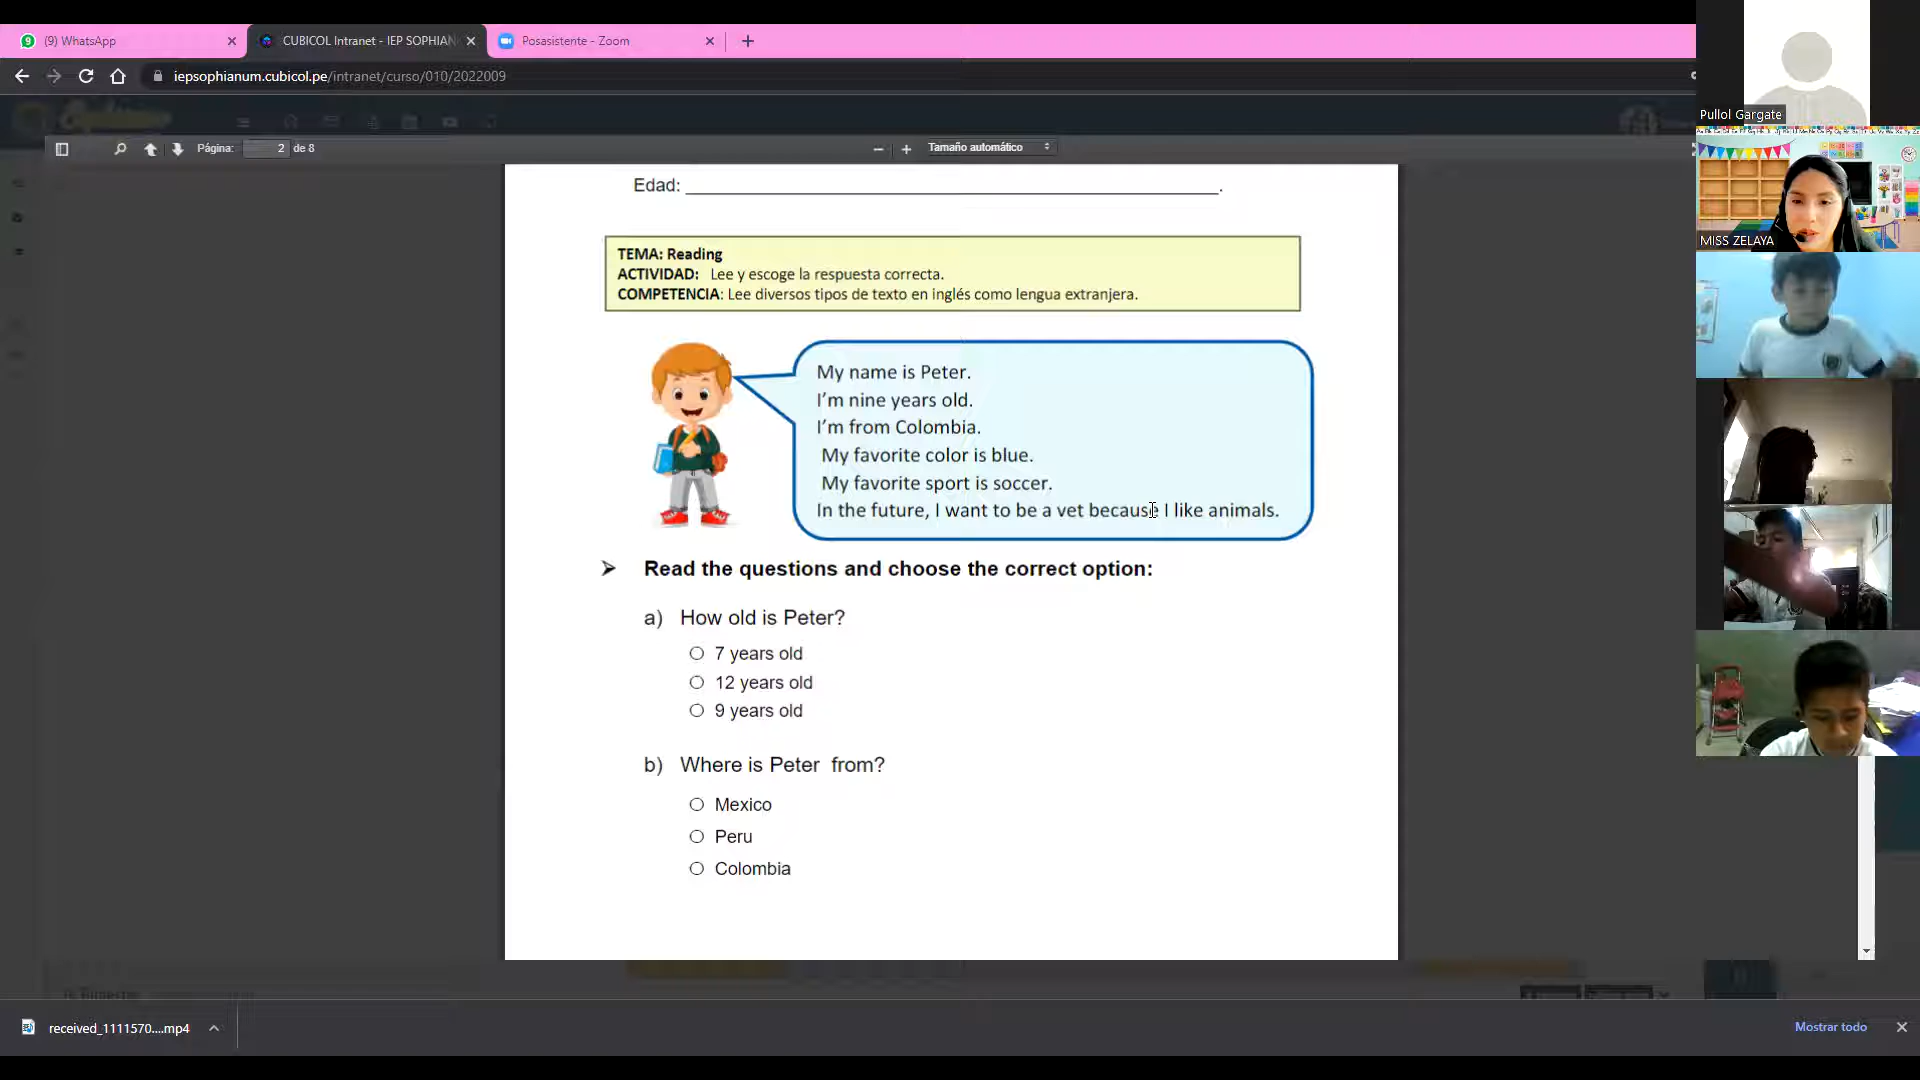 (9) WhatsApp
CUBICOL Intranet - IEP SOPHIAN
Posasistente - Zoom
iepsophianum.cubicol.pe/intranet/curso/010/2022009
Pullol Gargate
Página: 2 de 8
Tamaño automático
Edad: ______________________________.
TEMA: Reading
ACTIVIDAD: Lee y escoge la respuesta correcta.
COMPETENCIA: Lee diversos tipos de texto en inglés como lengua extranjera.
MISS ZELAYA
My name is Peter.
I'm nine years old.
I'm from Colombia.
My favorite color is blue.
My favorite sport is soccer.
In the future, I want to be a vet because I like animals.
➢ Read the questions and choose the correct option:
a) How old is Peter?
7 years old
12 years old
9 years old
b) Where is Peter from?
Mexico
Peru
Colombia
received_1111570....mp4
Mostrar todo